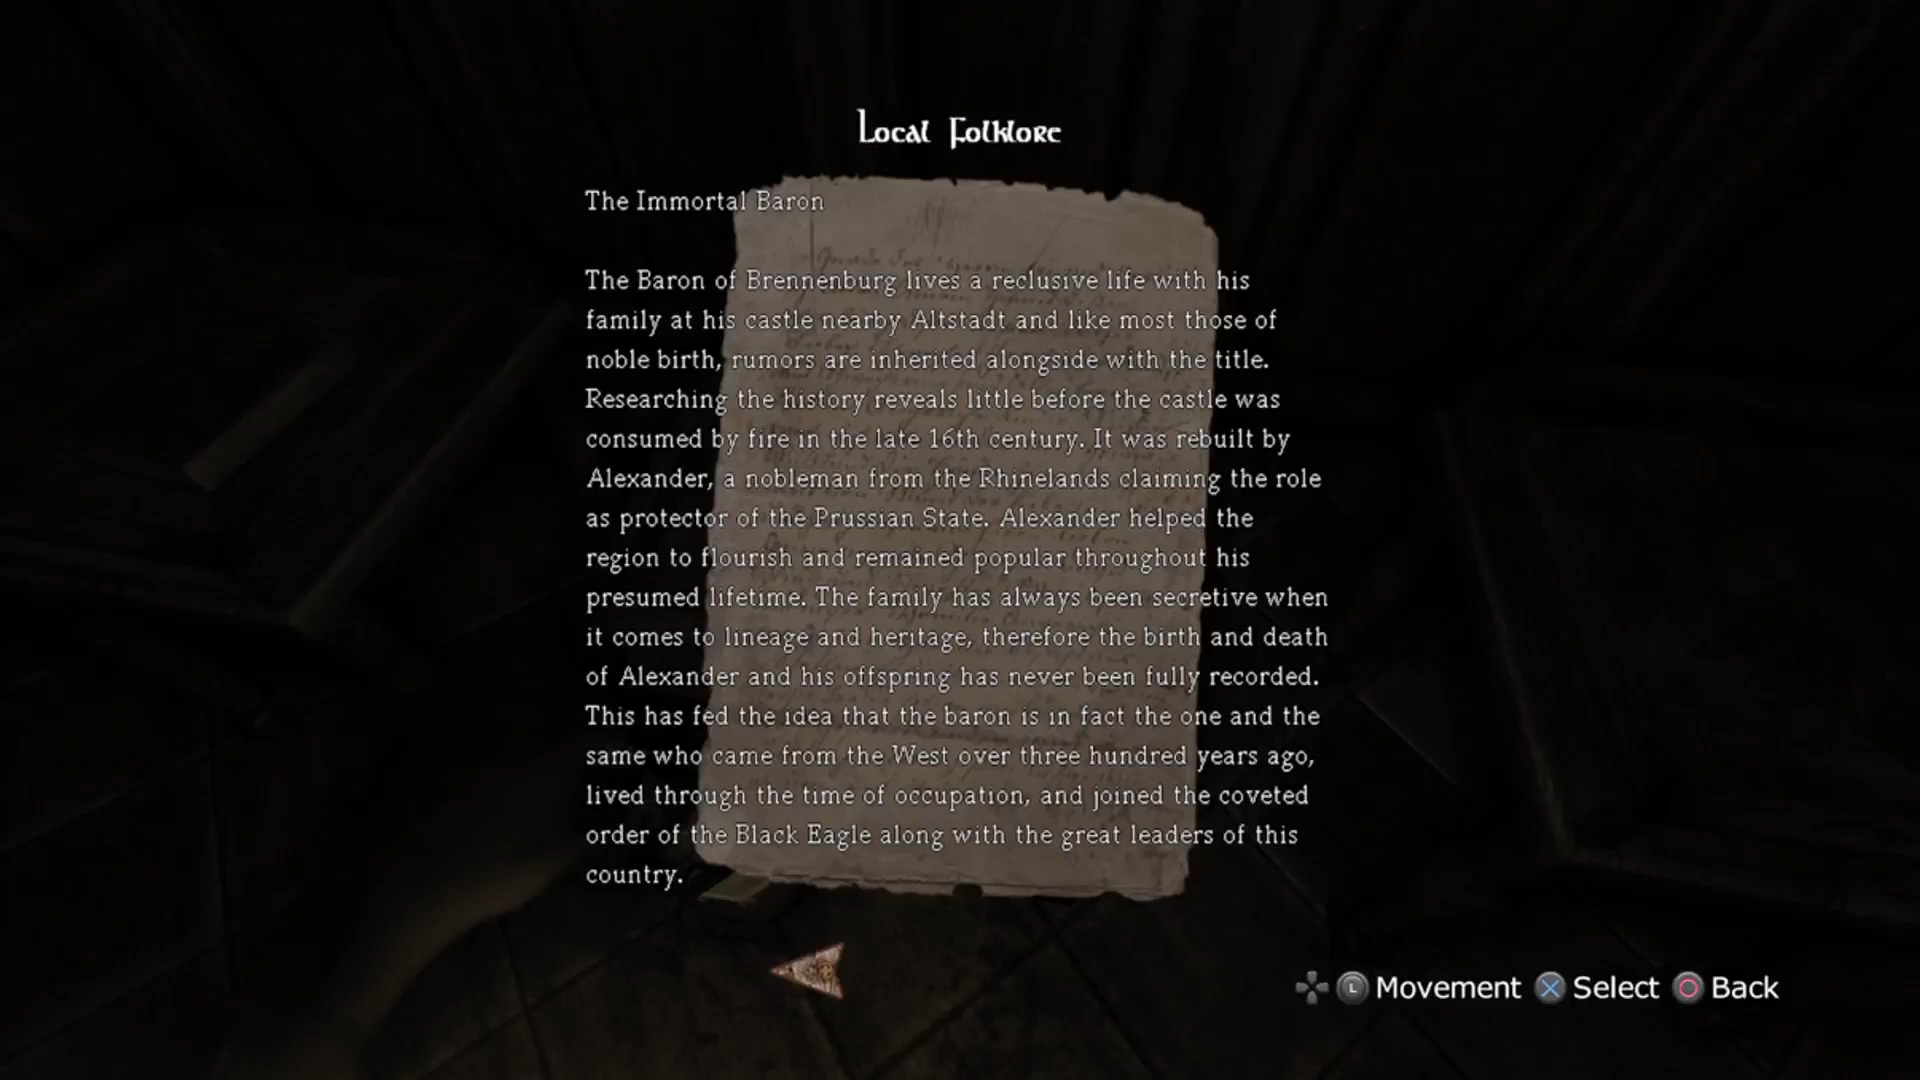 Local Folklore
The Immortal Baron
The Baron of Brennenburg lives a reclusive life with his
family at his castle nearby Altstadt and like most those of
noble birth, rumors are inherited alongside with the title.
Researching the history reveals little before the castle was
consumed by fire in the late 16th century. It was rebuilt by
Alexander, a nobleman from the Rhinelands claiming the role
as protector of the Prussian State. Alexander helped the
region to flourish and remained popular throughout his
presumed lifetime. The family has always been secretive when
it comes to lineage and heritage, therefore the birth and death
of Alexander and his offspring has never been fully recorded.
This has fed the idea that the baron is in fact the one and the
same who came from the West over three hundred years ago,
lived through the time of occupation, and joined the coveted
order of the Black Eagle along with the great leaders of this
country.
L Movement Select Back